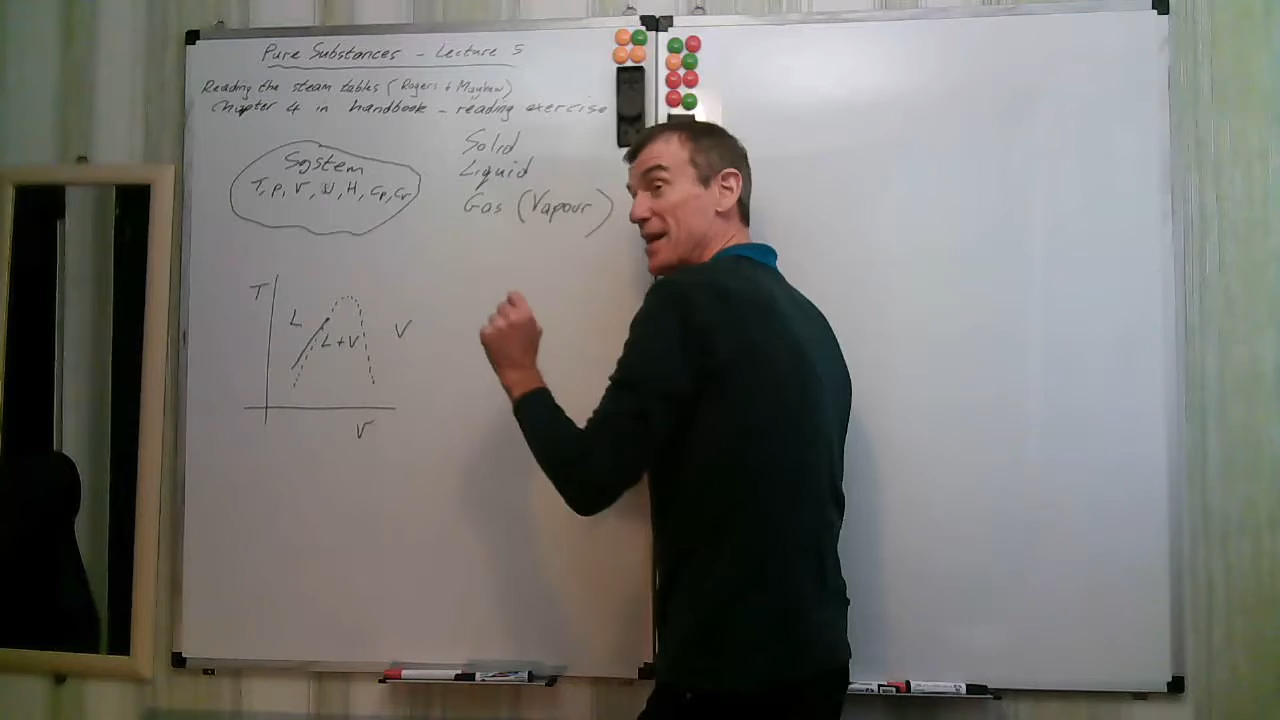 Pure Substances - Lecture 5
Reading the steam tables (Rogers + Mayhew)
Chapter 4 in handbook - reading exercise
System
T, P, V, U, H, Cp, Cv
Solid
Liquid
Gas (Vapour)
T
L
L+V
V
V